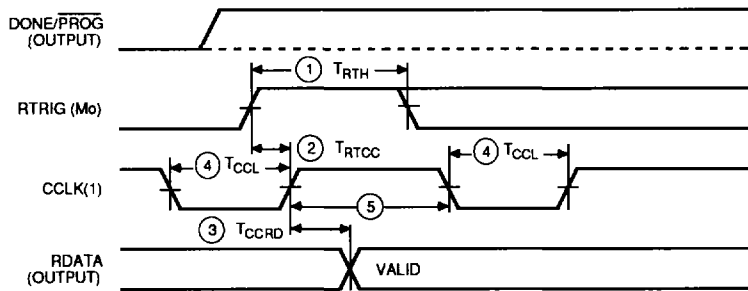 DONE/PROG
(OUTPUT)
1 TRTH
RTRIG (Mo)
2 TRTCC
4 TCCL
4 TCCL
CCLK(1)
5
3 TCCRD
RDATA
(OUTPUT)
VALID